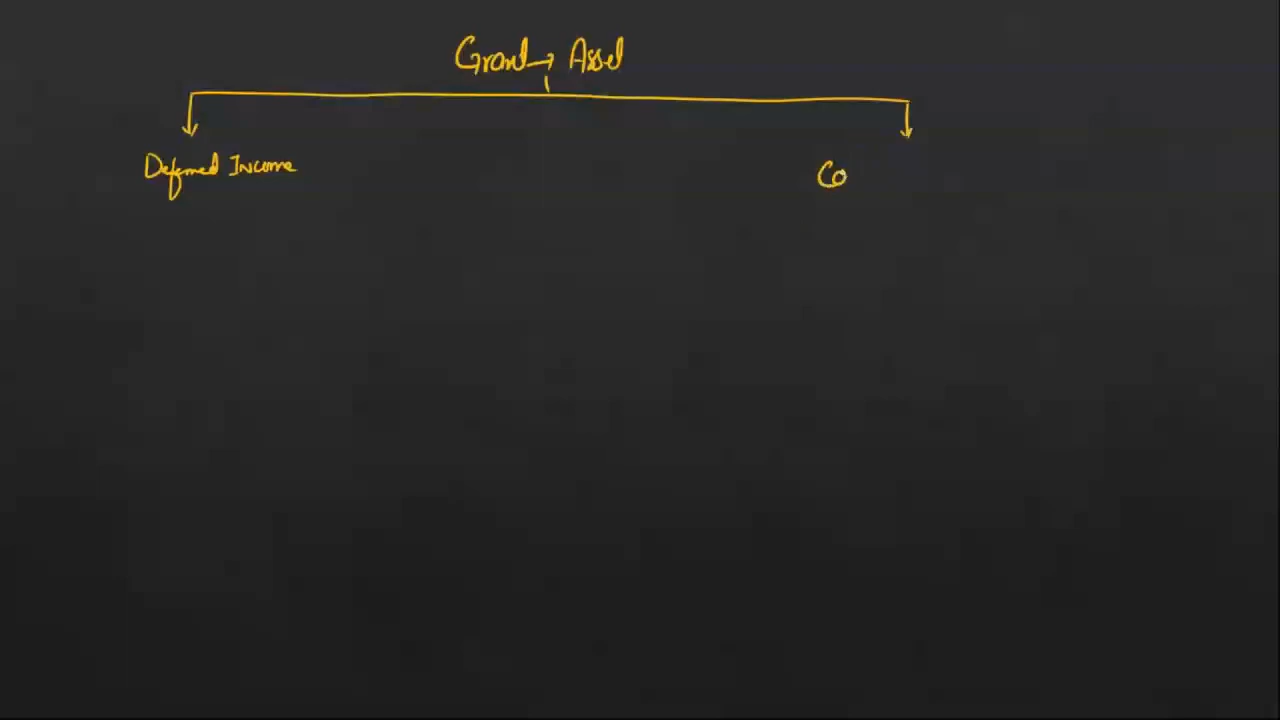 Grant → Asset
Deferred Income
Co